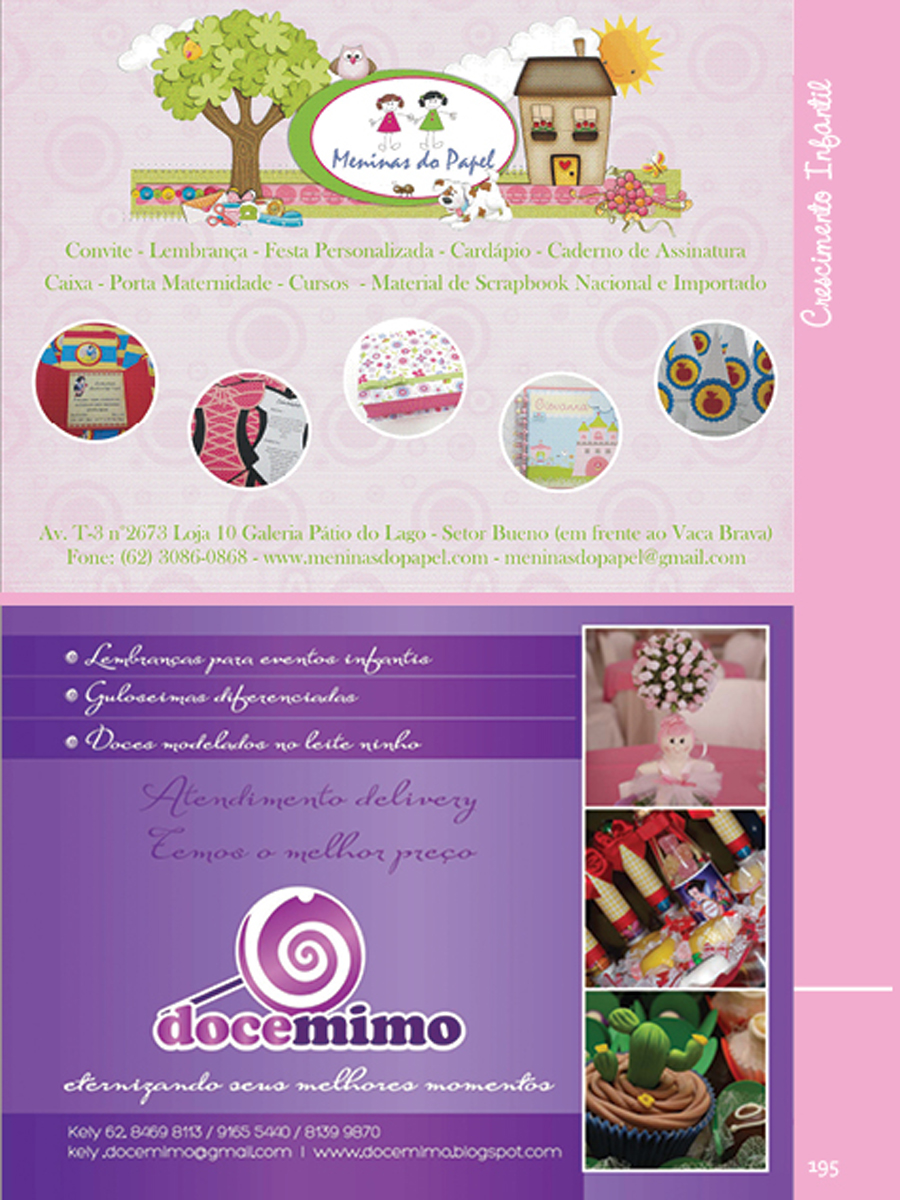 Meninas do Papel
Convite - Lembrança - Festa Personalizada - Cardápio - Caderno de Assinatura
Caixa - Porta Maternidade - Cursos - Material de Scrapbook Nacional e Importado
Giovanna
Av. T-3 n°2673 Loja 10 Galeria Pátio do Lago - Setor Bueno (em frente ao Vaca Brava)
Fone: (62) 3086-0868 - www.meninasdopapel.com - meninasdopapel@gmail.com
Crescimento Infantil
Lembranças para eventos infantis
Guloseimas diferenciadas
Doces modelados no leite ninho
Atendimento delivery
Temos o melhor preço
docemimo
eternizando seus melhores momentos
Kely 62. 8469 8113 / 9165 5440 / 8139 9870
kely.docemimo@gmail.com | www.docemimo.blogspot.com
195